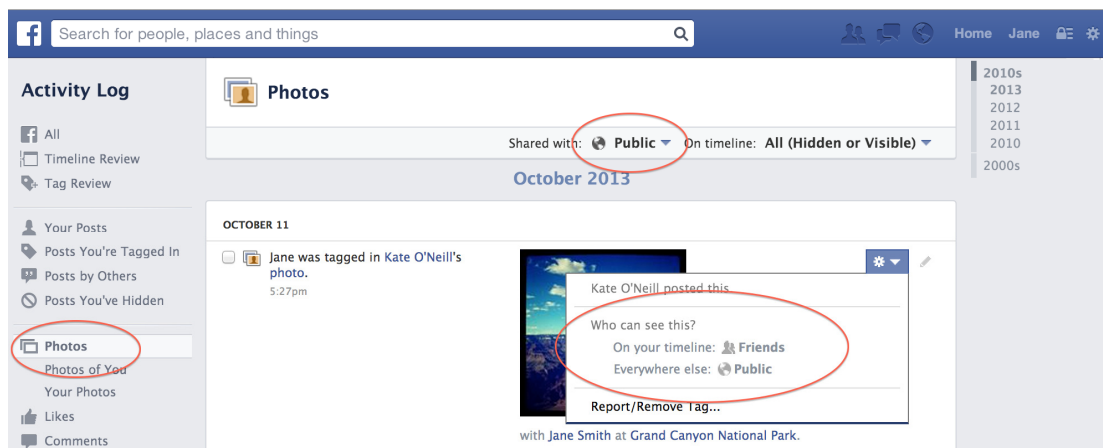 Search for people, places and things
Home Jane
Activity Log
All
Timeline Review
Tag Review
Your Posts
Posts You're Tagged In
Posts by Others
Posts You've Hidden
Photos
Photos of You
Your Photos
Likes
Comments
Photos
Shared with: Public On timeline: All (Hidden or Visible)
October 2013
OCTOBER 11
Jane was tagged in Kate O'Neill's
photo.
5:27pm
Kate O'Neill posted this.
Who can see this?
On your timeline: Friends
Everywhere else: Public
Report/Remove Tag...
with Jane Smith at Grand Canyon National Park.
2010s
2013
2012
2011
2010
2000s